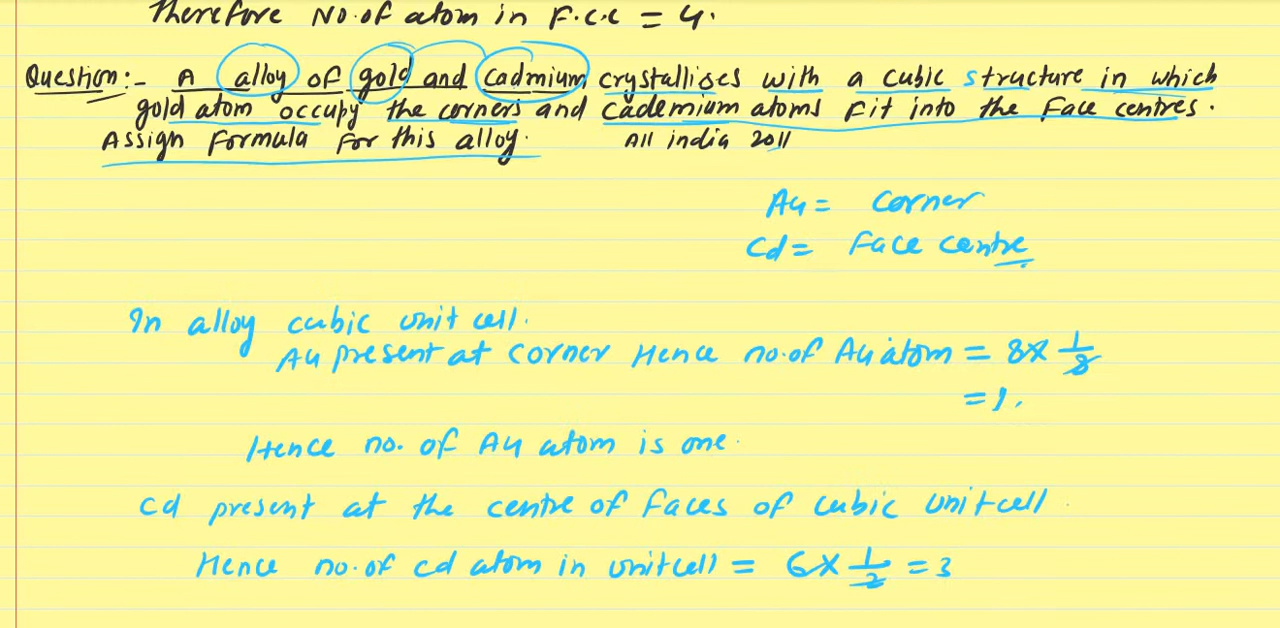 Therefore No. of atom in F.C.C = 4.
Question:- A alloy of gold and cadmium crystallises with a cubic structure in which
gold atom occupy the corners and cademium atoms fit into the face centres.
Assign formula for this alloy. All india 2011
Au = Corner
Cd = Face centre
In alloy cubic unit cell.
Au present at corner Hence no. of Au atom = 8 x 1/8
= 1.
Hence no. of Au atom is one.
Cd present at the centre of faces of cubic unit cell.
Hence no. of cd atom in unit cell = 6 x 1/2 = 3